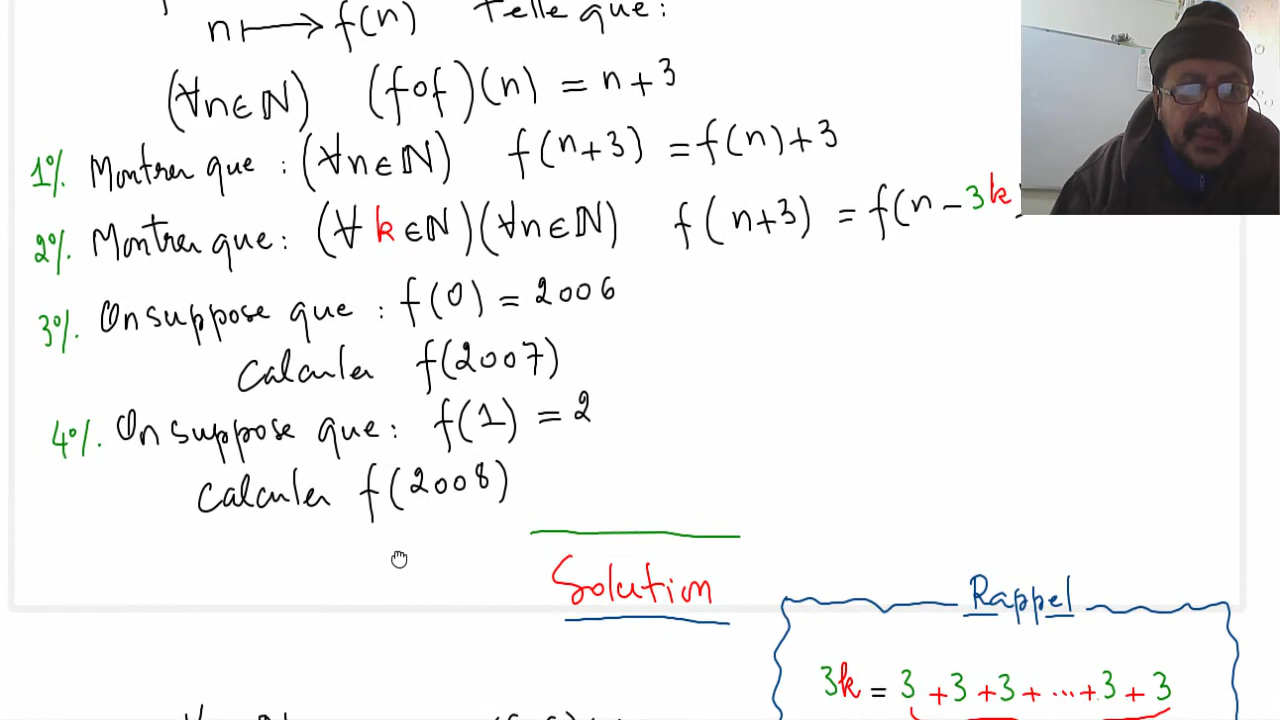 n ⟼ f(n) telle que :
(∀n∈ℕ) (fof)(n) = n+3
1°/. Montrer que : (∀n∈ℕ) f(n+3) = f(n)+3
2°/. Montrer que : (∀k∈ℕ)(∀n∈ℕ) f(n+3) = f(n-3k)
3°/. On suppose que : f(0) = 2006
Calculer f(2007)
4°/. On suppose que : f(1) = 2
Calculer f(2008)
Solution
Rappel
3k = 3 +3 +3 + ... +3 + 3